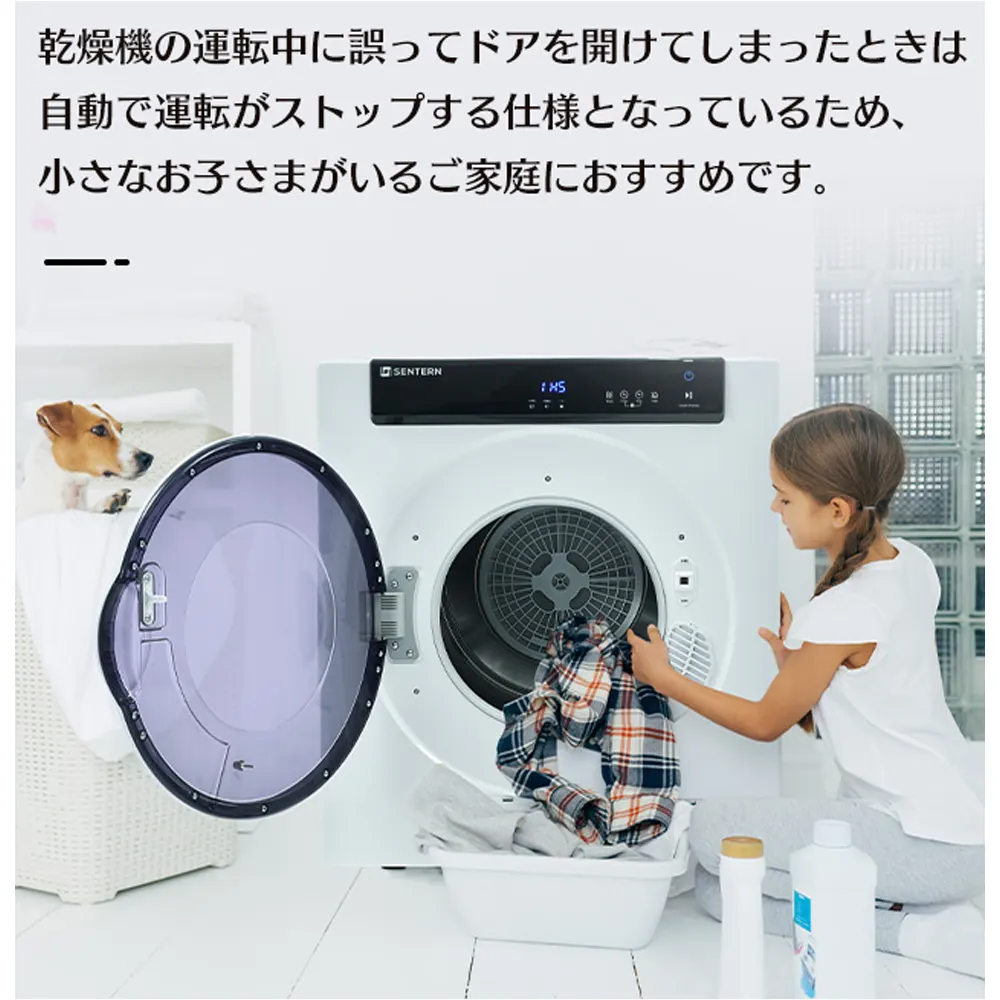 乾燥機の運転中に誤ってドアを開けてしまったときは
自動で運転がストップする仕様となっているため、
小さなお子さまがいるご家庭におすすめです。
SENTERN